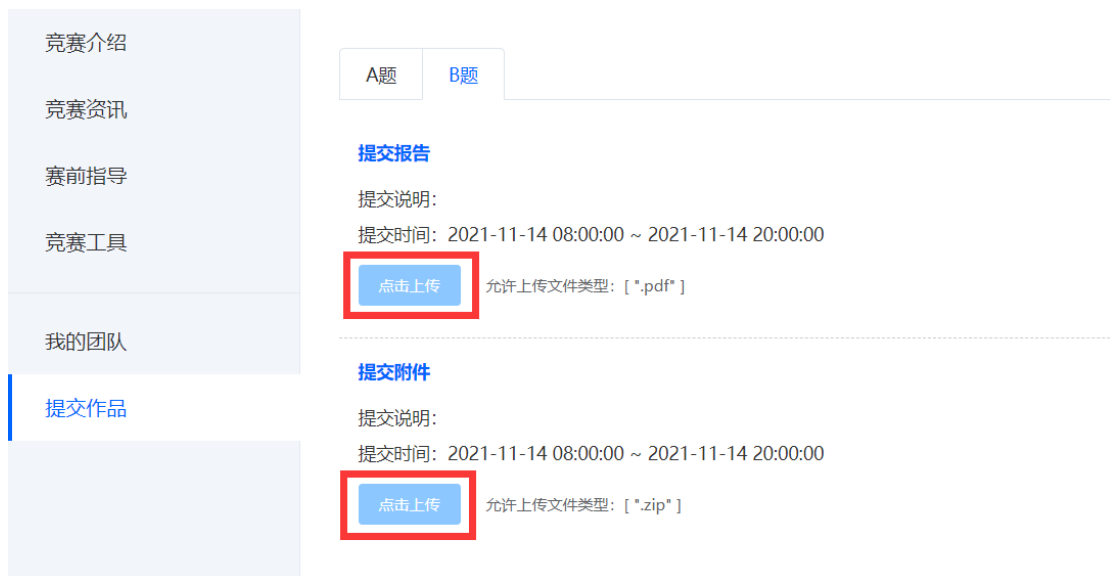 竞赛介绍
竞赛资讯
赛前指导
竞赛工具
我的团队
提交作品
A题
B题
提交报告
提交说明：
提交时间：2021-11-14 08:00:00 ~ 2021-11-14 20:00:00
点击上传 允许上传文件类型：[ ".pdf" ]
提交附件
提交说明：
提交时间：2021-11-14 08:00:00 ~ 2021-11-14 20:00:00
点击上传 允许上传文件类型：[ ".zip" ]